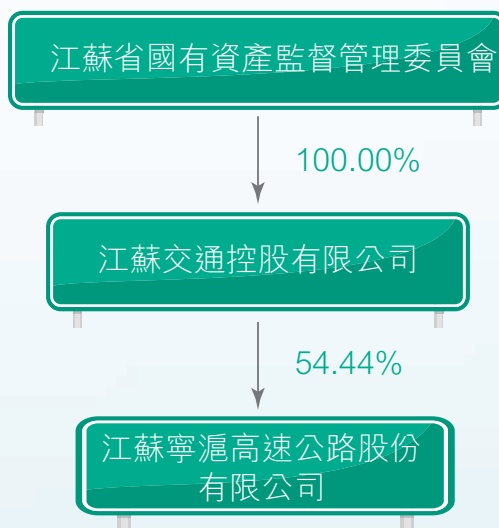 江蘇省國有資產監督管理委員會
100.00%
江蘇交通控股有限公司
54.44%
江蘇寧滬高速公路股份
有限公司